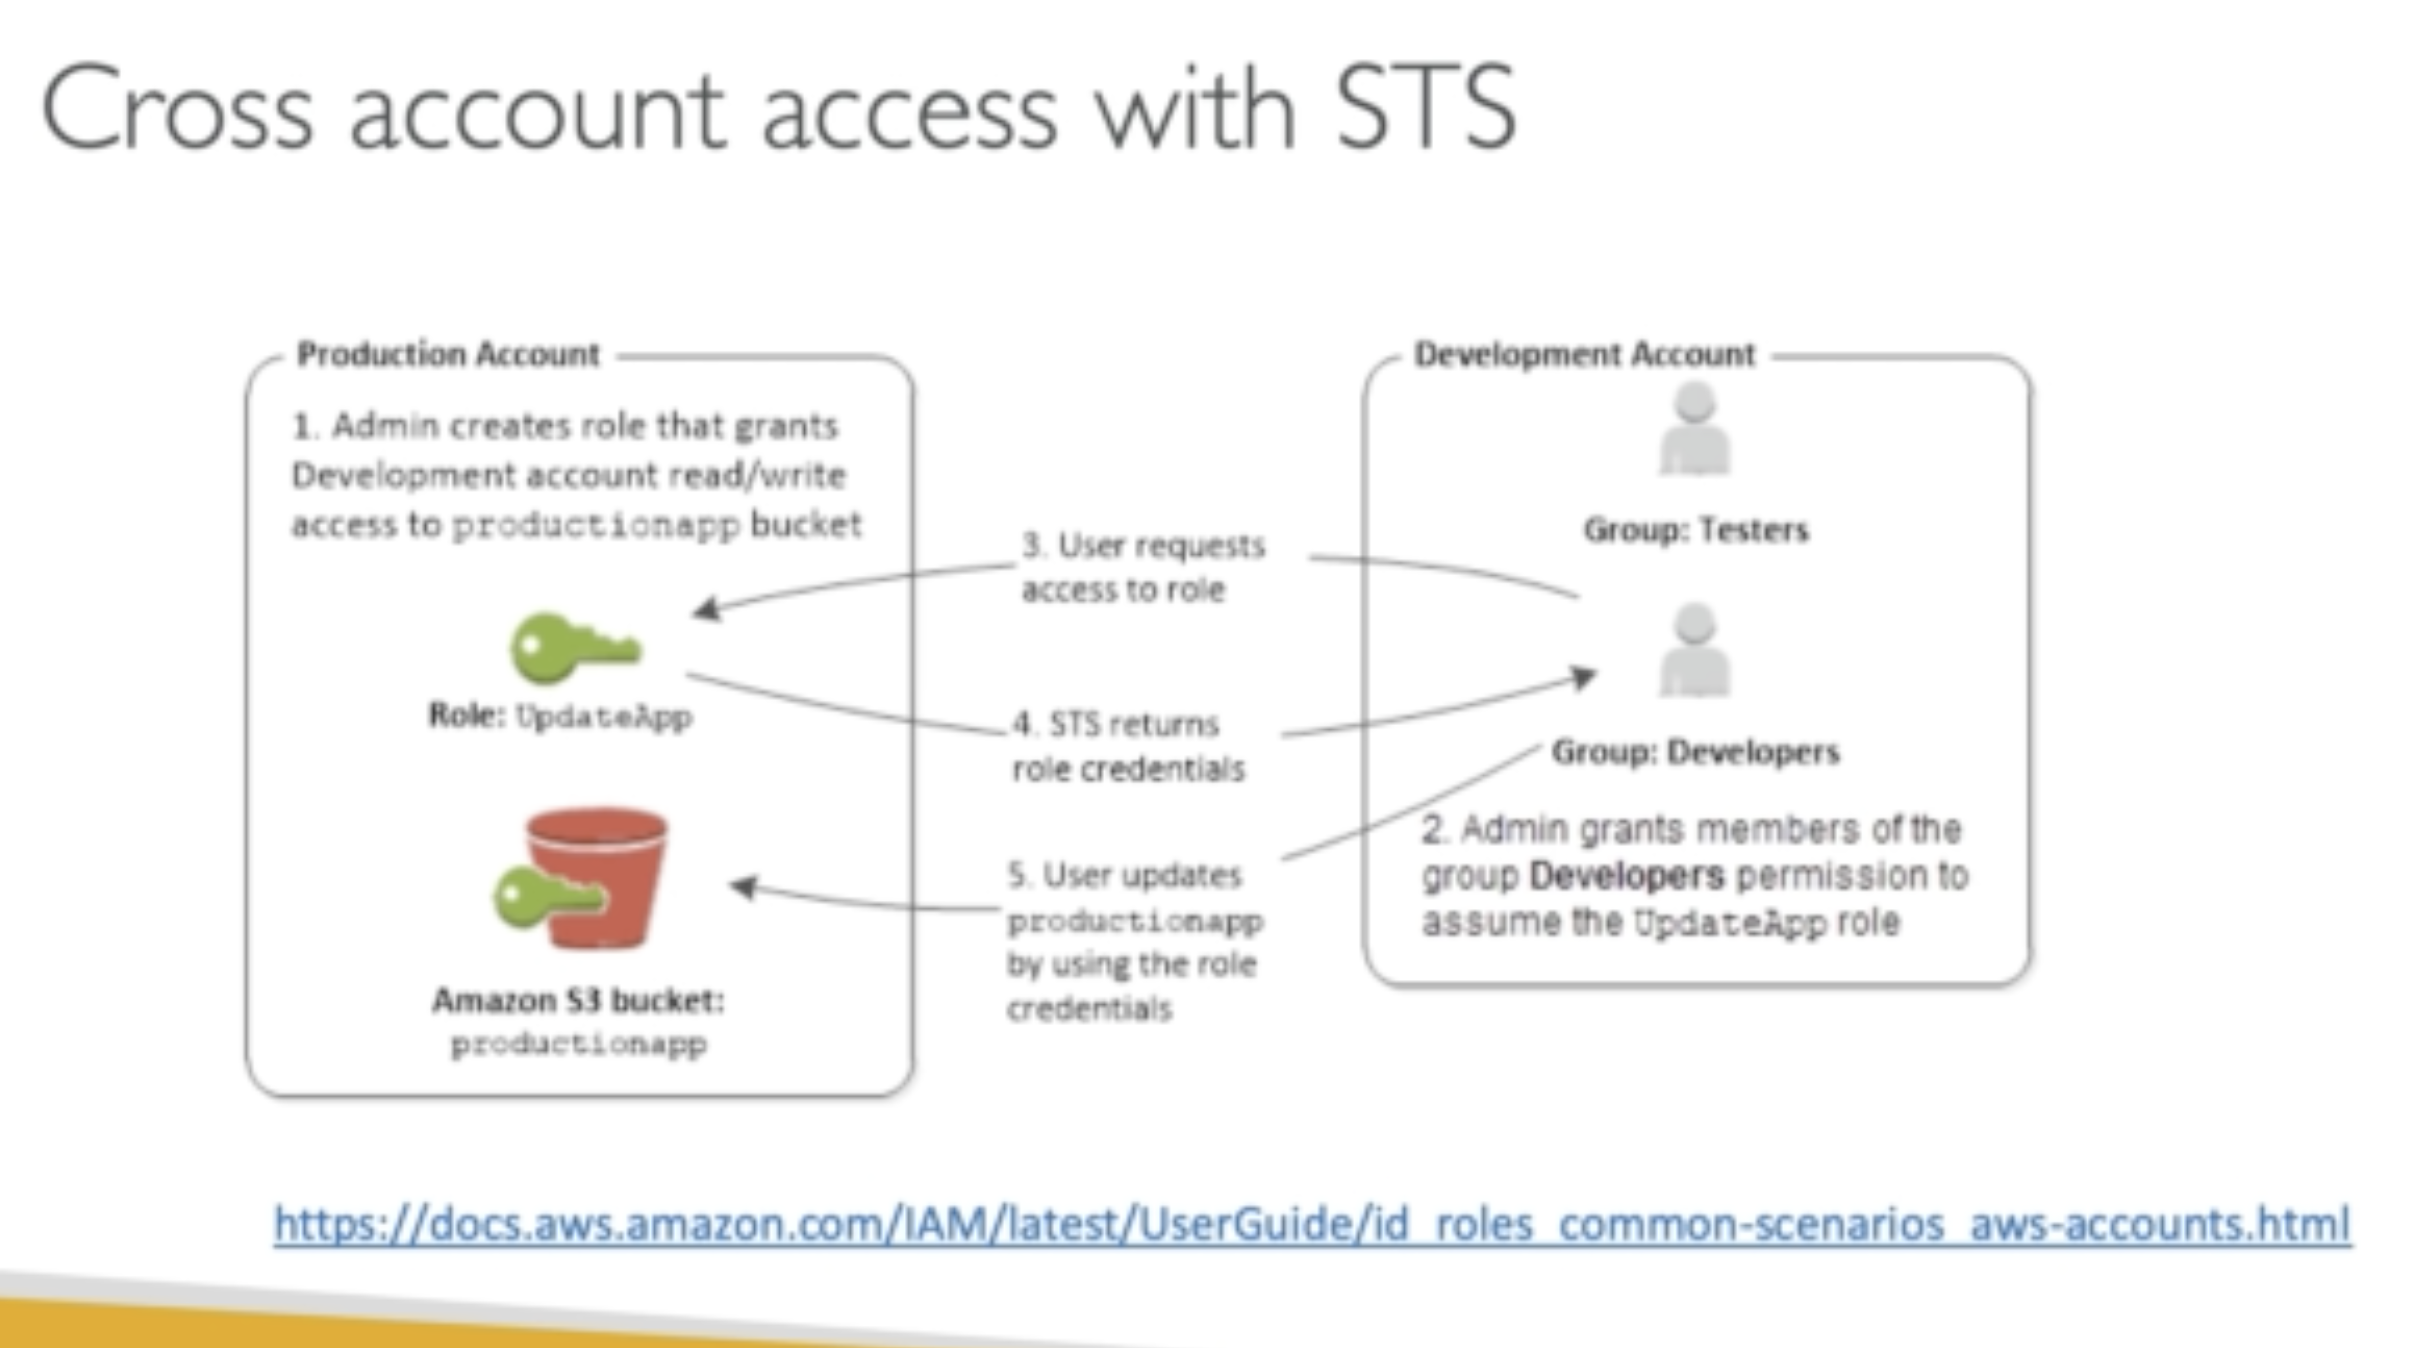 Cross account access with STS
Production Account
1. Admin creates role that grants
Development account read/write
access to productionapp bucket
Role: UpdateApp
Amazon S3 bucket:
productionapp
3. User requests
access to role
4. STS returns
role credentials
5. User updates
productionapp
by using the role
credentials
Development Account
Group: Testers
Group: Developers
2. Admin grants members of the
group Developers permission to
assume the UpdateApp role
https://docs.aws.amazon.com/IAM/latest/UserGuide/id_roles_common-scenarios_aws-accounts.html